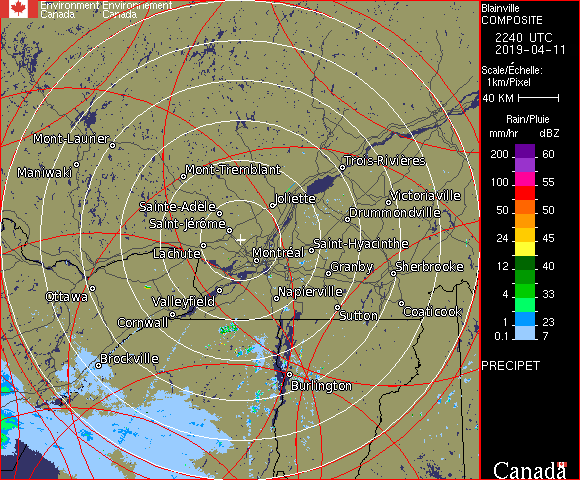 Environment Environnement
Canada Canada
Blainville
COMPOSITE
2240 UTC
2019-04-11
Scale/Échelle:
1km/Pixel
40 KM
Rain/Pluie
mm/hr dBZ
200 60
100 55
50 50
24 45
12 40
4 33
1 23
0.1 7
PRECIPET
Canada
Mont-Laurier
Maniwaki
Mont-Tremblant
Trois-Rivières
Joliette
Victoriaville
Sainte-Adèle
Drummondville
Saint-Jérôme
Saint-Hyacinthe
Lachute
Montréal
Granby
Sherbrooke
Ottawa
Valleyfield
Napierville
Cornwall
Sutton
Coaticook
Brockville
Burlington